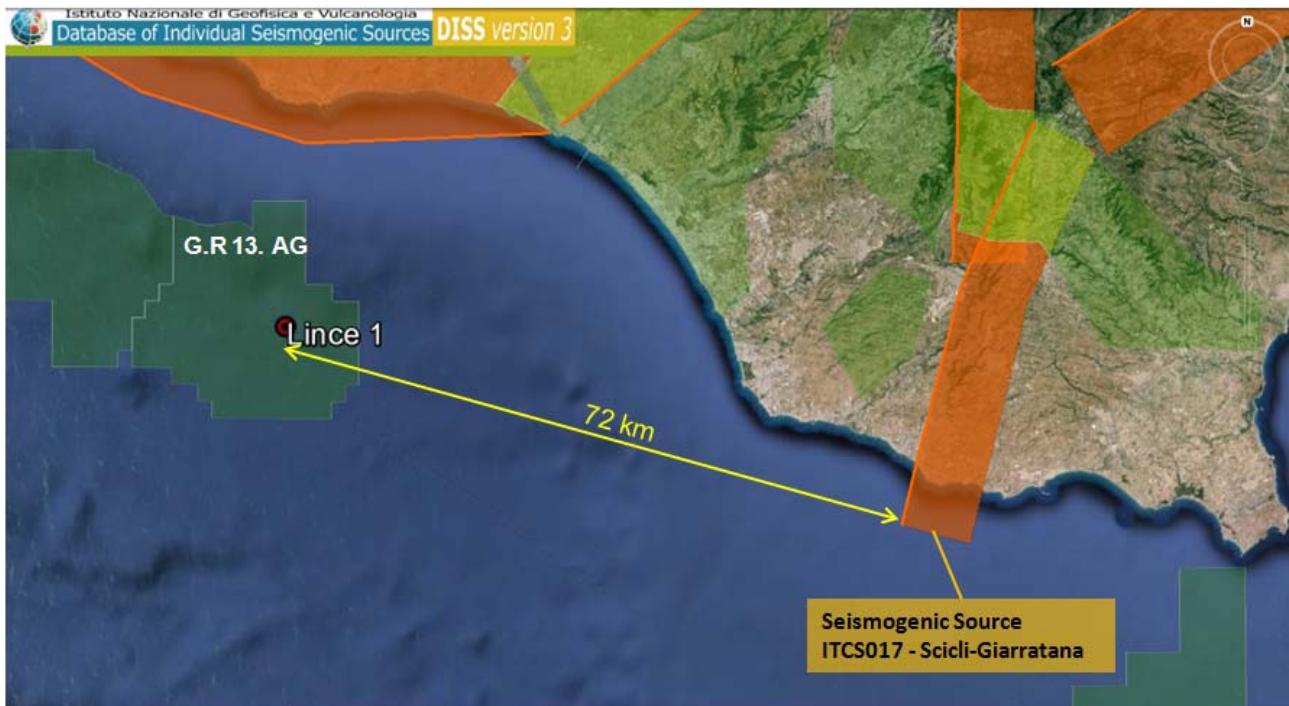 Istituto Nazionale di Geofisica e Vulcanologia
Database of Individual Seismogenic Sources DISS version 3
N
G.R 13. AG
Lince 1
72 km
Seismogenic Source
ITCS017 - Scicli-Giarratana